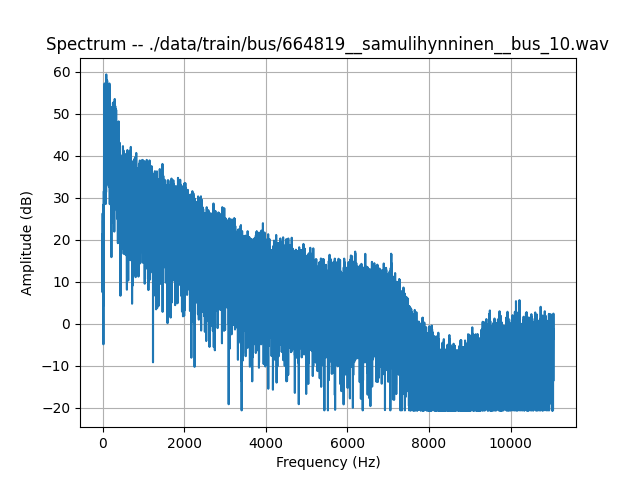 Spectrum -- ./data/train/bus/664819__samulihynninen__bus_10.wav
60
50
40
30
20
10
0
−10
−20
Amplitude (dB)
0 2000 4000 6000 8000 10000
Frequency (Hz)